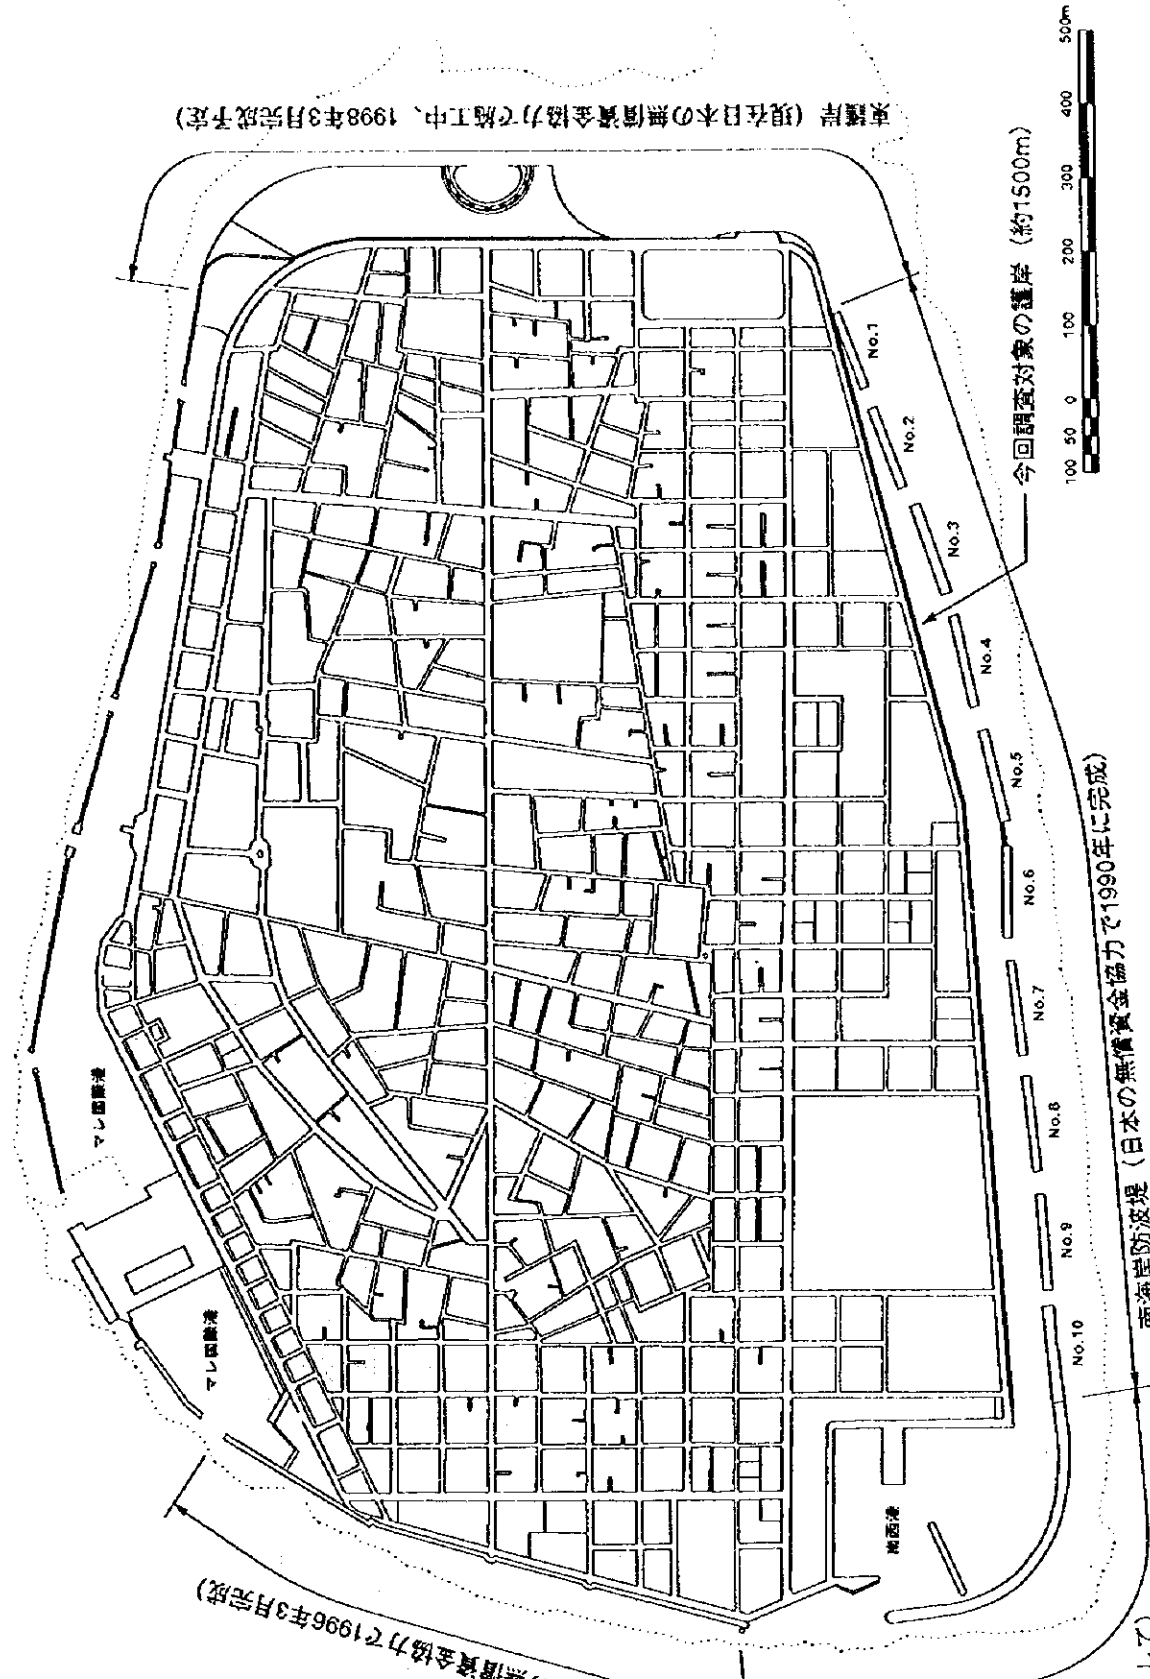 東護岸（現在日本の無償資金協力で施工中、1998年3月完成予定）
今回調査対象の護岸（約1500m）
100 50 0 100 200 300 400 500m
No.1
No.2
No.3
No.4
No.5
No.6
No.7
No.8
No.9
No.10
南海岸防波堤（日本の無償資金協力で1990年に完成）
マレ国際港
マレ国際港
南西港
無償資金協力で1996年3月完成）
して）